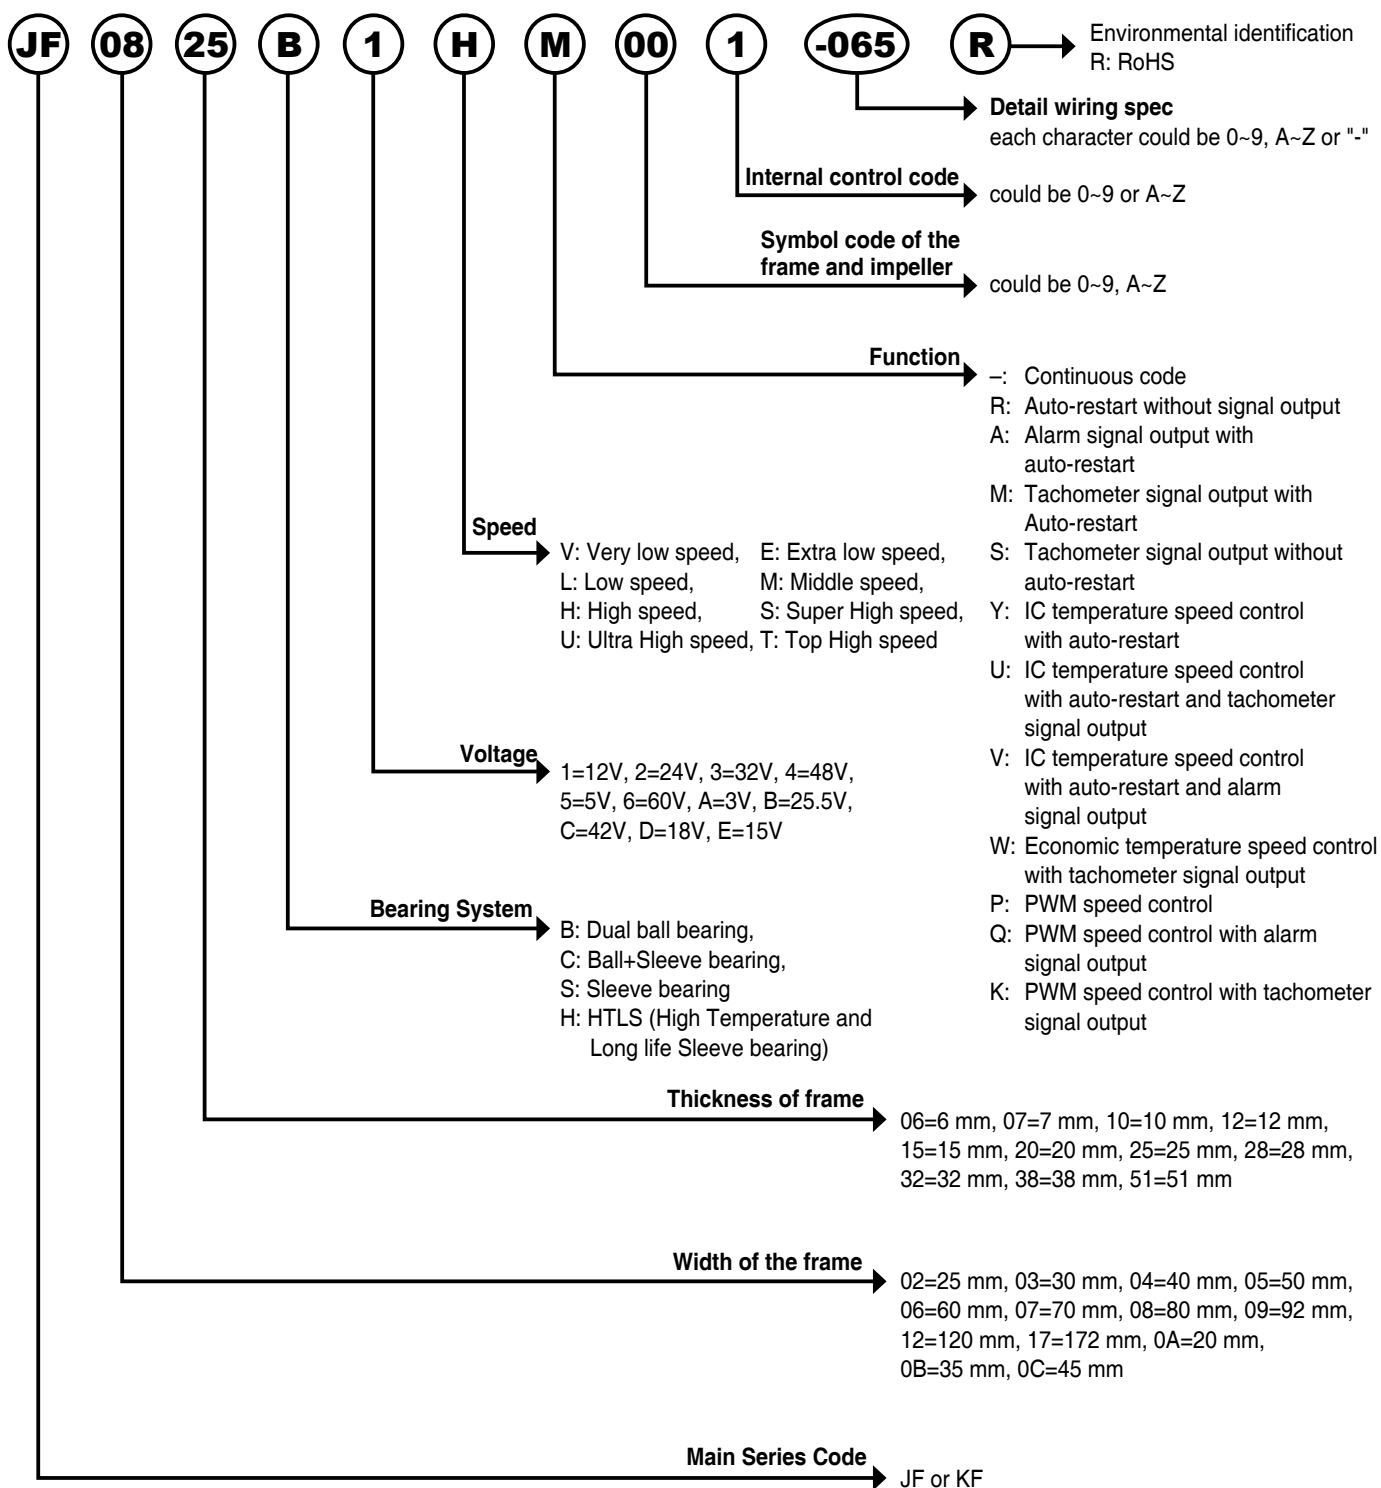 JF 08 25 B 1 H M 00 1 -065 R
Environmental identification
R: RoHS
Detail wiring spec
each character could be 0~9, A~Z or "-"
Internal control code
could be 0~9 or A~Z
Symbol code of the
frame and impeller
could be 0~9, A~Z
Function
–: Continuous code
R: Auto-restart without signal output
A: Alarm signal output with
auto-restart
M: Tachometer signal output with
Auto-restart
S: Tachometer signal output without
auto-restart
Y: IC temperature speed control
with auto-restart
U: IC temperature speed control
with auto-restart and tachometer
signal output
V: IC temperature speed control
with auto-restart and alarm
signal output
W: Economic temperature speed control
with tachometer signal output
P: PWM speed control
Q: PWM speed control with alarm
signal output
K: PWM speed control with tachometer
signal output
Speed
V: Very low speed, E: Extra low speed,
L: Low speed, M: Middle speed,
H: High speed, S: Super High speed,
U: Ultra High speed, T: Top High speed
Voltage
1=12V, 2=24V, 3=32V, 4=48V,
5=5V, 6=60V, A=3V, B=25.5V,
C=42V, D=18V, E=15V
Bearing System
B: Dual ball bearing,
C: Ball+Sleeve bearing,
S: Sleeve bearing
H: HTLS (High Temperature and
Long life Sleeve bearing)
Thickness of frame
06=6 mm, 07=7 mm, 10=10 mm, 12=12 mm,
15=15 mm, 20=20 mm, 25=25 mm, 28=28 mm,
32=32 mm, 38=38 mm, 51=51 mm
Width of the frame
02=25 mm, 03=30 mm, 04=40 mm, 05=50 mm,
06=60 mm, 07=70 mm, 08=80 mm, 09=92 mm,
12=120 mm, 17=172 mm, 0A=20 mm,
0B=35 mm, 0C=45 mm
Main Series Code
JF or KF